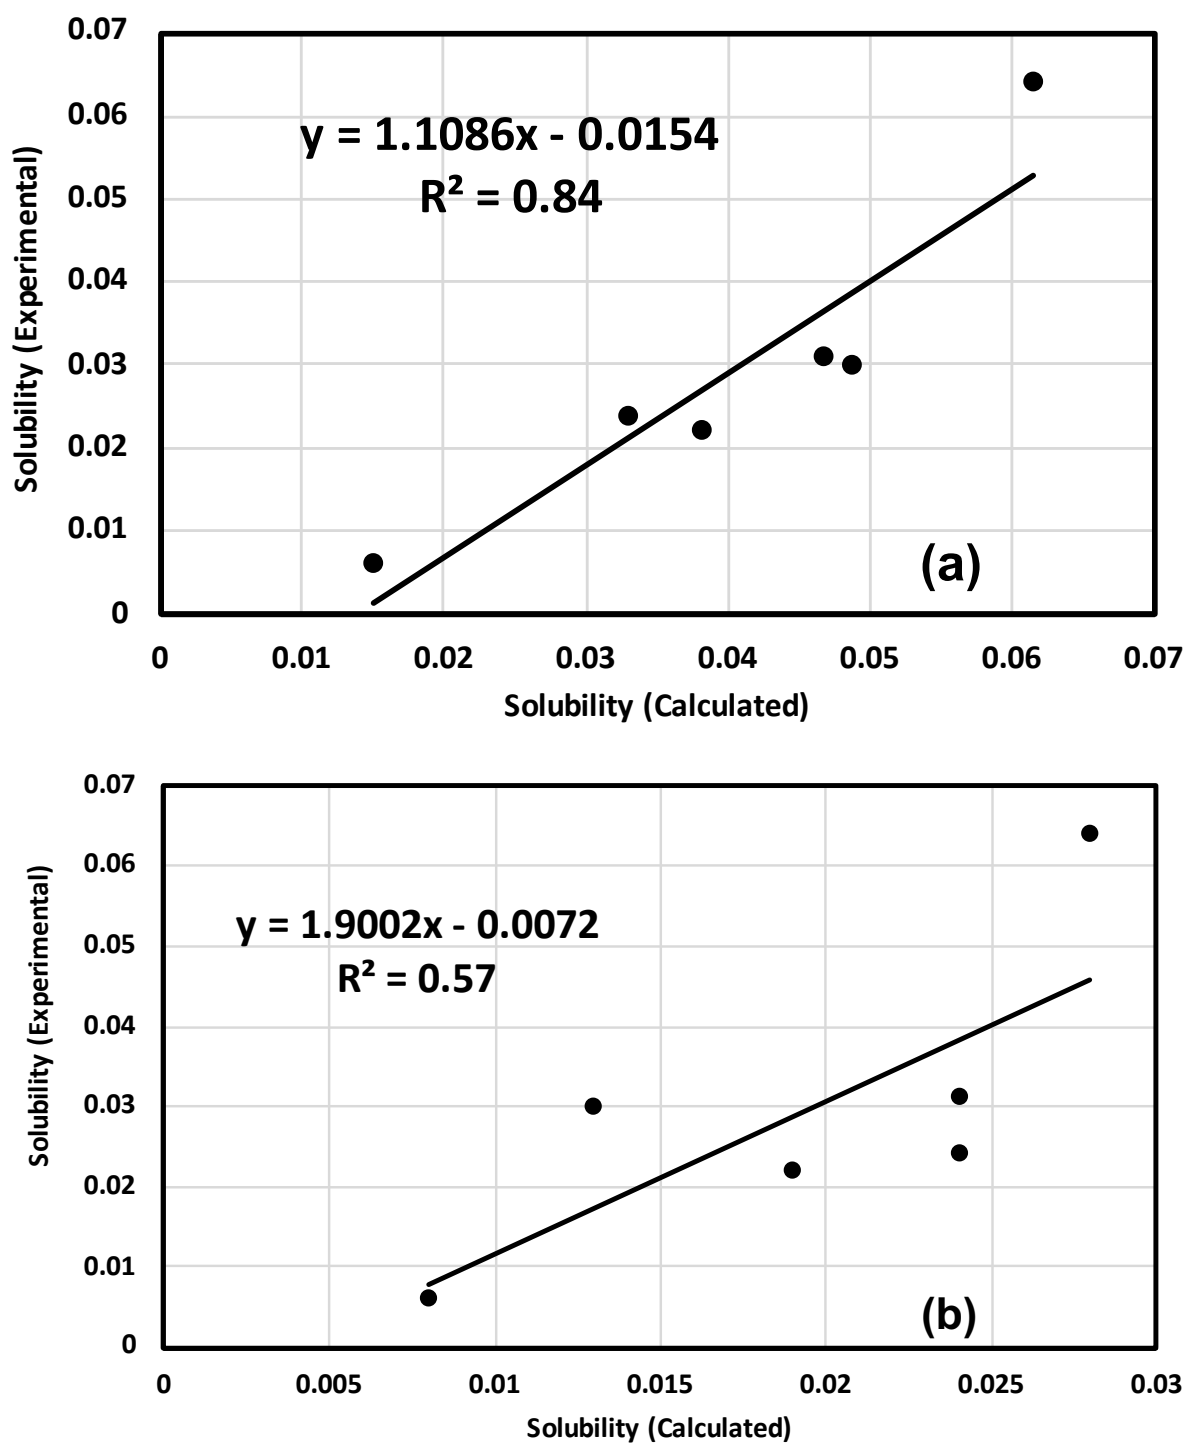 0.07
0.06
0.05
0.04
0.03
0.02
0.01
0
Solubility (Experimental)
y = 1.1086x - 0.0154
R² = 0.84
(a)
0 0.01 0.02 0.03 0.04 0.05 0.06 0.07
Solubility (Calculated)
0.07
0.06
0.05
0.04
0.03
0.02
0.01
0
Solubility (Experimental)
y = 1.9002x - 0.0072
R² = 0.57
(b)
0 0.005 0.01 0.015 0.02 0.025 0.03
Solubility (Calculated)